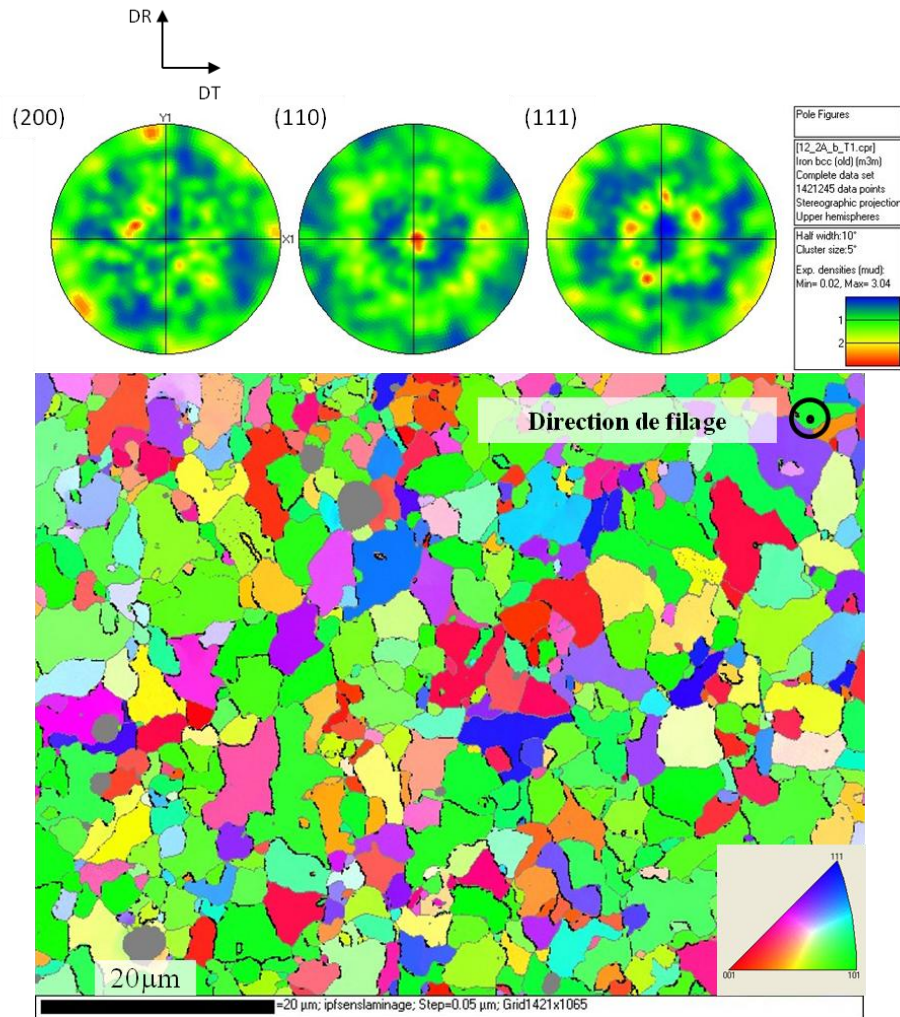 DR
DT
(200)
(110)
(111)
Y1
X1
Pole Figures
[12_2A_b_T1.cpr]
Iron bcc (old) (m3m)
Complete data set
1421245 data points
Stereographic projection
Upper hemispheres
Half width:10°
Cluster size:5°
Exp. densities (mud):
Min= 0.02, Max= 3.04
1
2
Direction de filage
111
001
101
20µm
=20 µm; ipfsenslaminage; Step=0.05 µm; Grid1421x1065